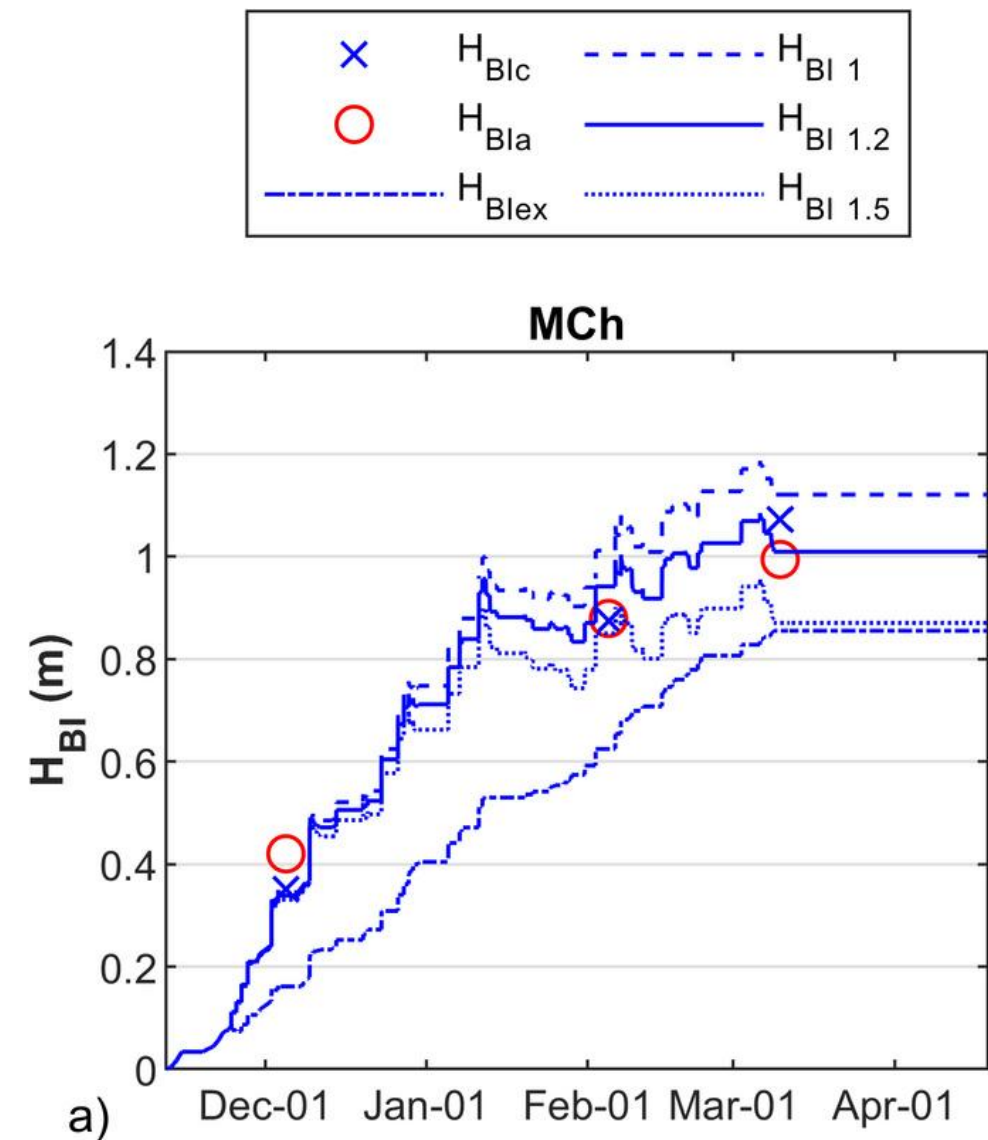 H_BIc H_BI 1
H_BIa H_BI 1.2
H_BIex H_BI 1.5
MCh
1.4
1.2
1
0.8
0.6
0.4
0.2
0
H_BI (m)
Dec-01 Jan-01 Feb-01 Mar-01 Apr-01
a)